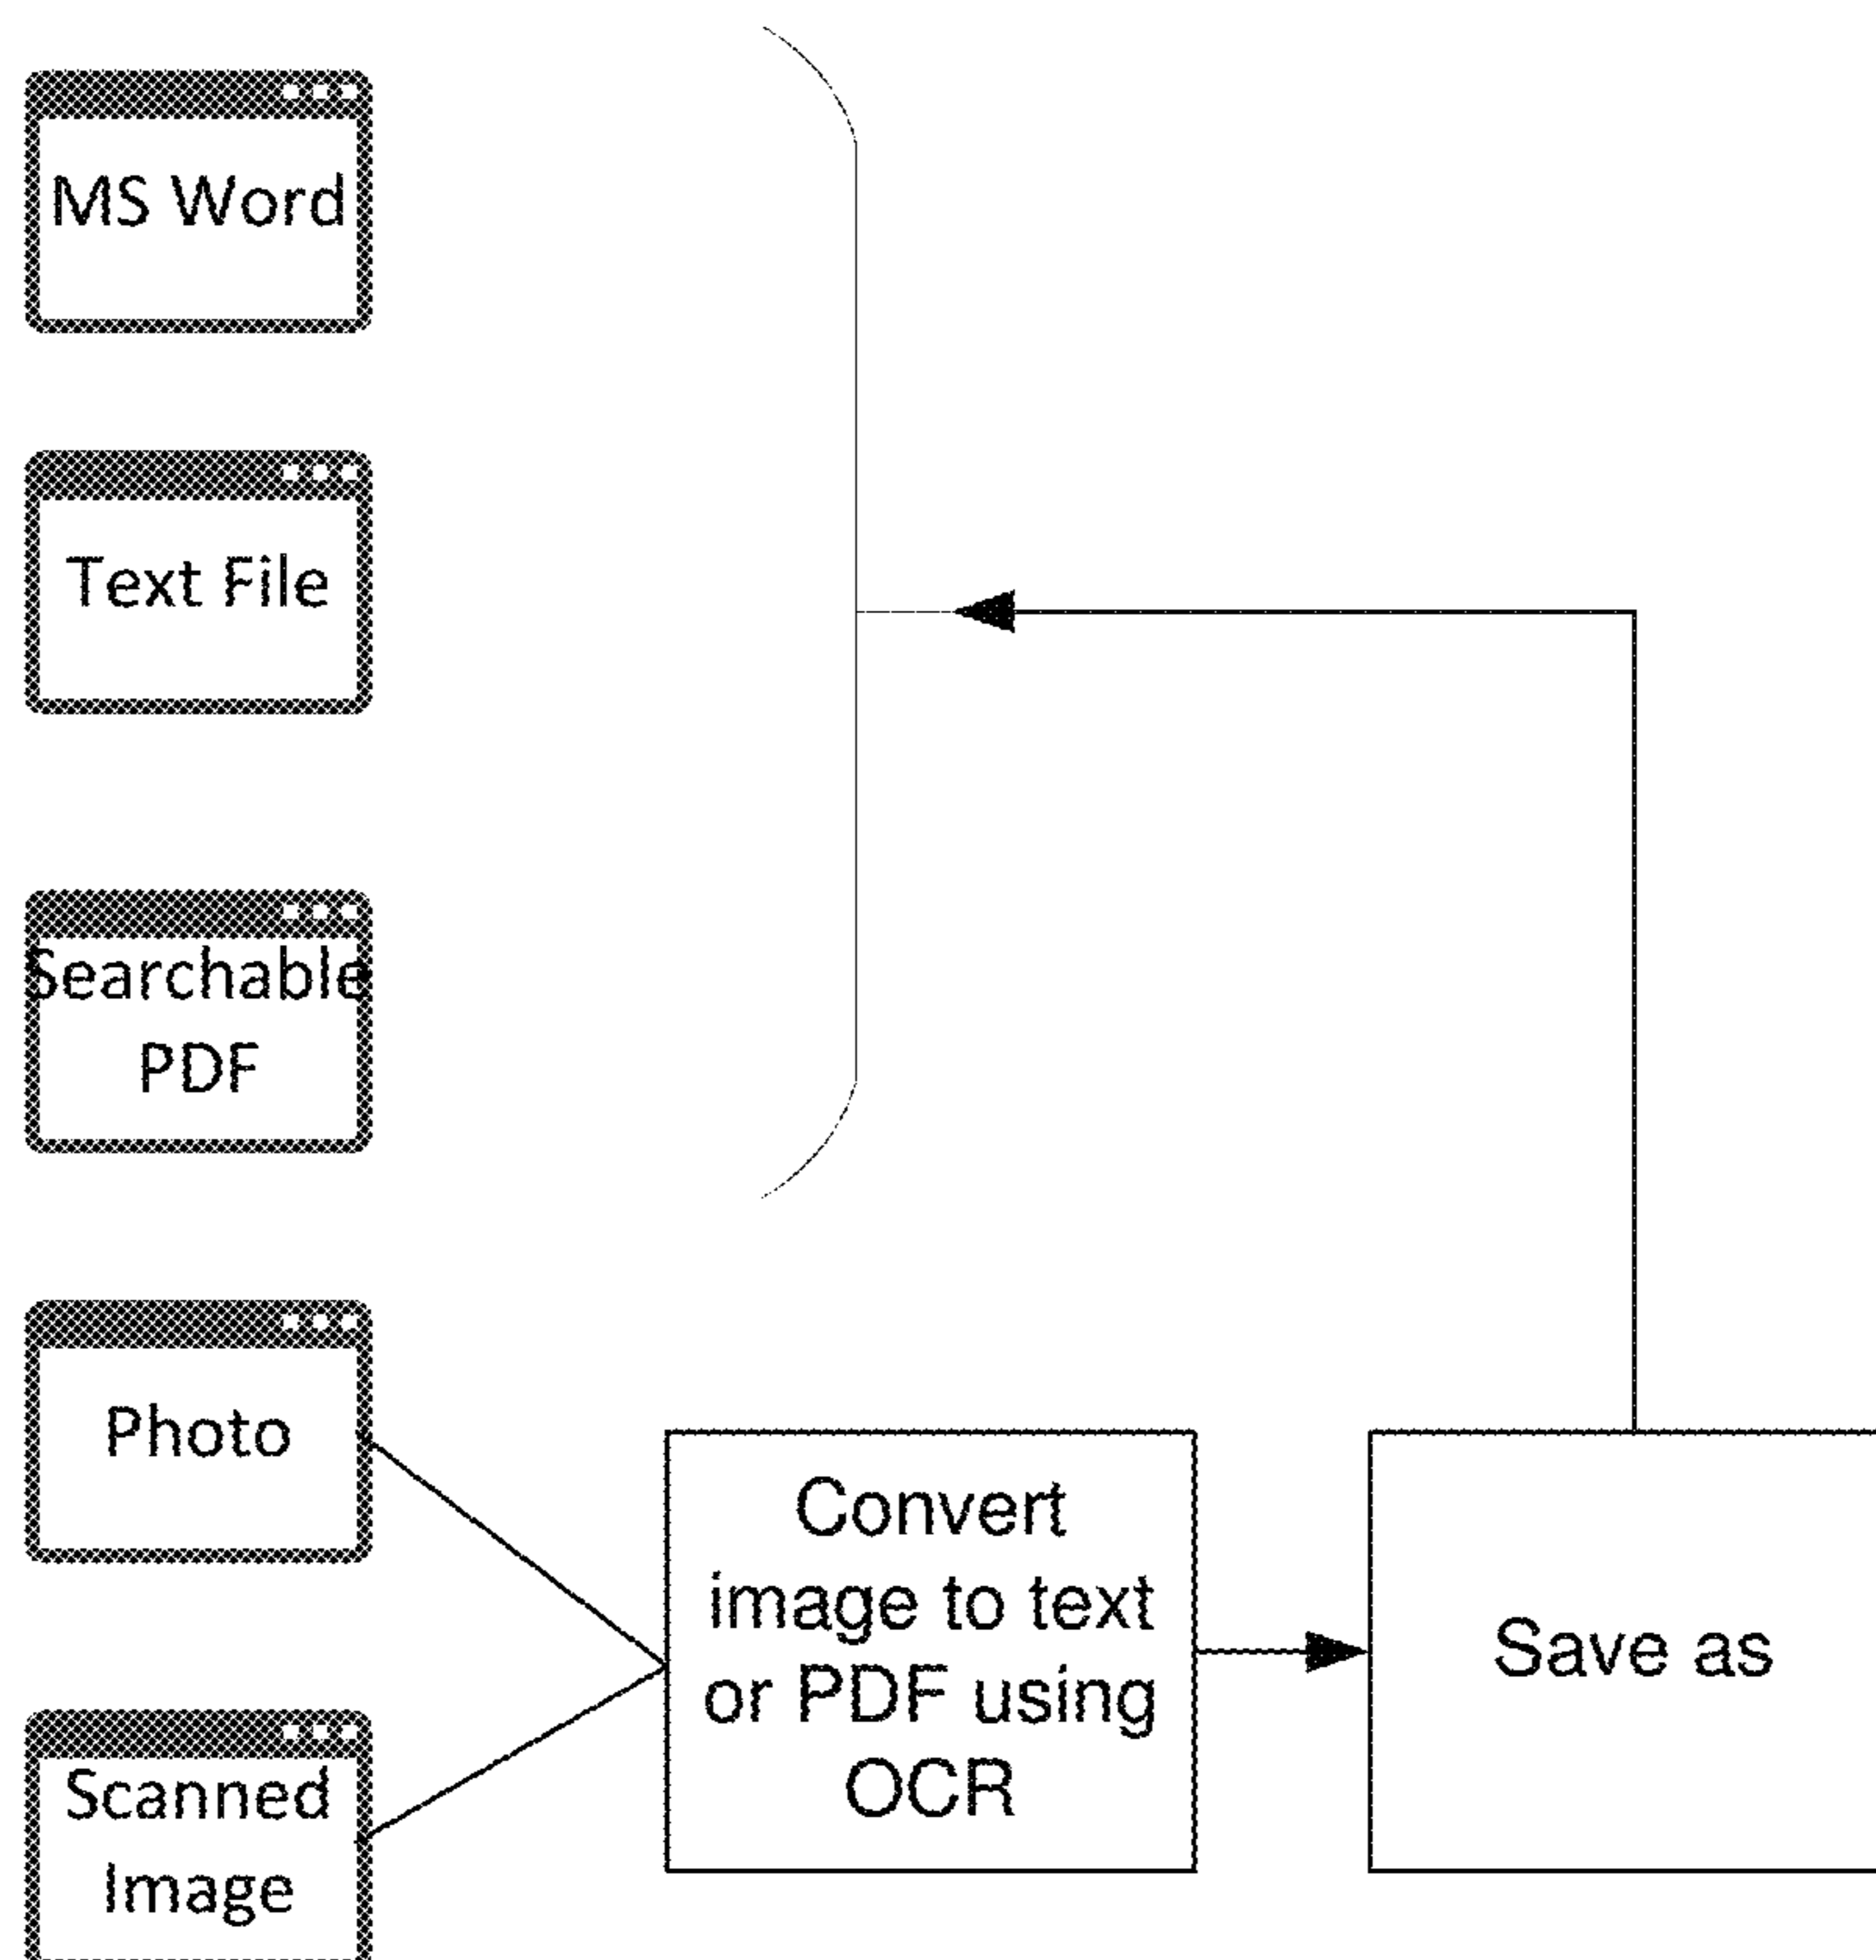 MS Word
Text File
Searchable
PDF
Photo
Scanned
Image
Convert
image to text
or PDF using
OCR
Save as